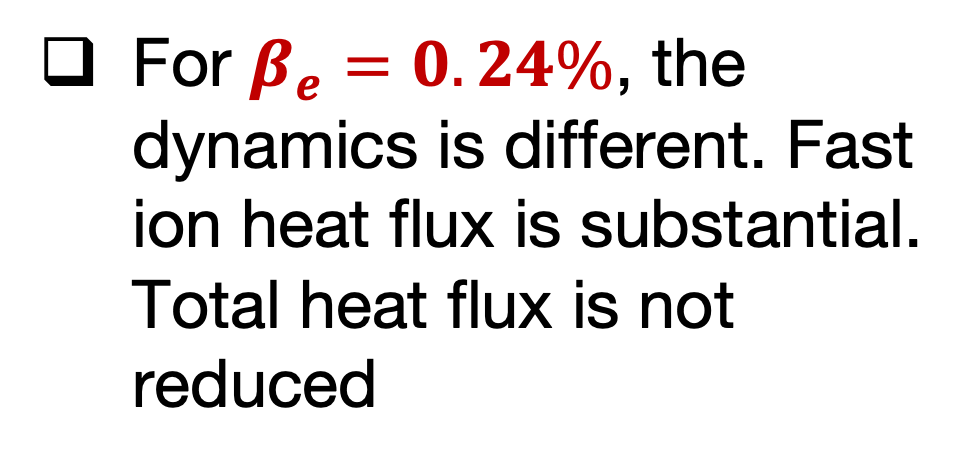 ❑ For βₑ = 0.24%, the
dynamics is different. Fast
ion heat flux is substantial.
Total heat flux is not
reduced